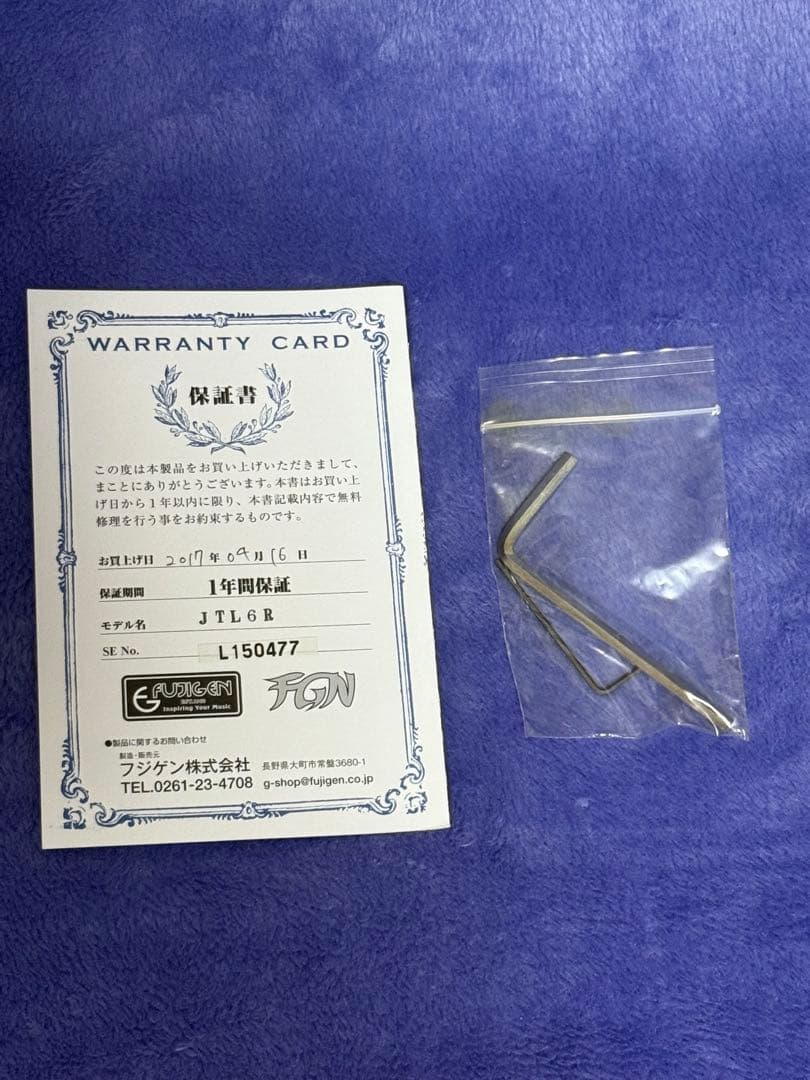 WARRANTY CARD
保証書
この度は本製品をお買い上げいただきまして、
まことにありがとうございます。本書はお買い上
げ日から1年以内に限り、本書記載内容で無料
修理を行う事をお約束するものです。
お買上げ日 2017年04月16日
保証期間 1年間保証
モデル名 JTL6R
SE No. L150477
FUJIGEN
Inspiring Your Music
FGN
●製品に関するお問い合わせ
製造・販売元
フジゲン株式会社 長野県大町市常盤3680-1
TEL.0261-23-4708 g-shop@fujigen.co.jp